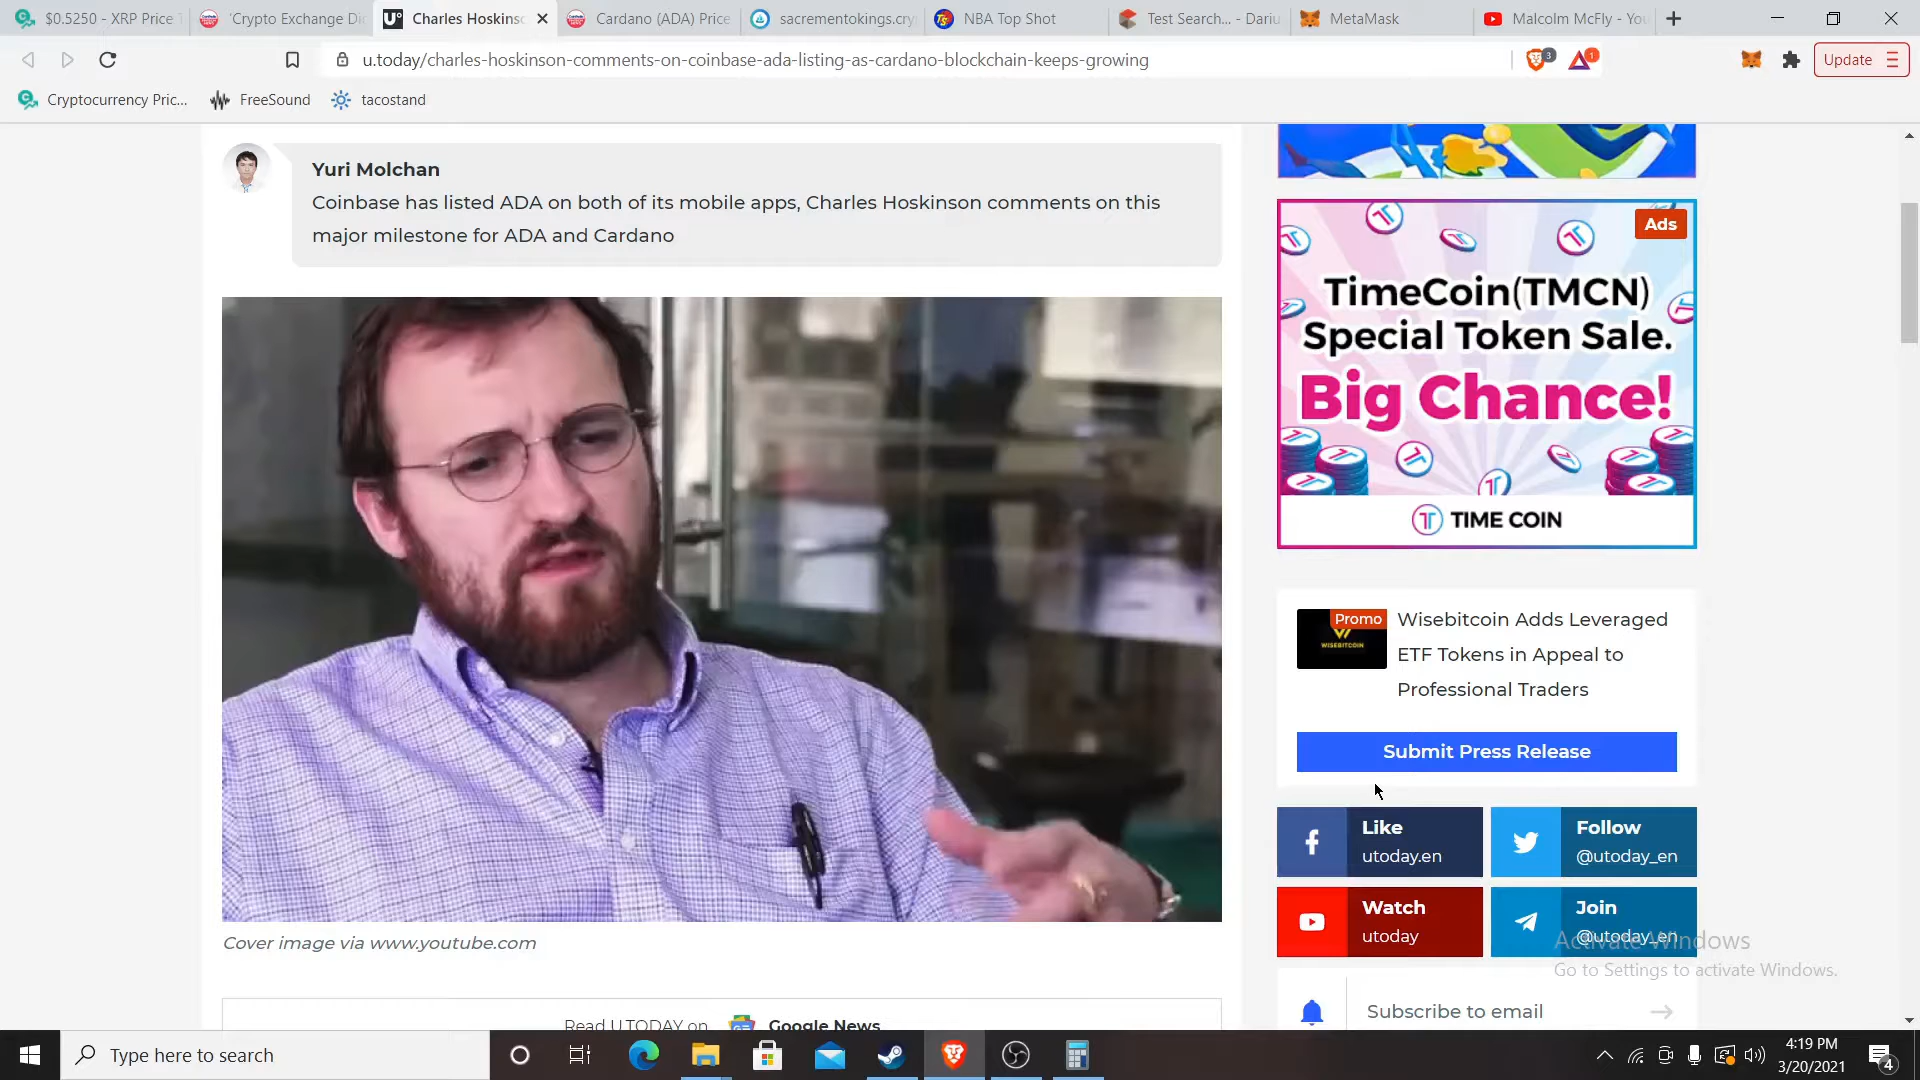 $0.5250 - XRP Price T
'Crypto Exchange Di
Charles Hoskins
Cardano (ADA) Price
sacrementokings.cry
NBA Top Shot
Test Search... - Dariu
MetaMask
Malcolm McFly - You
u.today/charles-hoskinson-comments-on-coinbase-ada-listing-as-cardano-blockchain-keeps-growing
3
1
Update
Cryptocurrency Pric...
FreeSound
tacostand
Yuri Molchan
Coinbase has listed ADA on both of its mobile apps, Charles Hoskinson comments on this
major milestone for ADA and Cardano
Cover image via www.youtube.com
Read U.TODAY on
Google News
Ads
TimeCoin(TMCN)
Special Token Sale.
Big Chance!
TIME COIN
Promo
WISEBITCOIN
Wisebitcoin Adds Leveraged
ETF Tokens in Appeal to
Professional Traders
Submit Press Release
Like
utoday.en
Follow
@utoday_en
Watch
utoday
Join
@utoday_en
Activate Windows
Go to Settings to activate Windows.
Subscribe to email
Type here to search
4:19 PM
3/20/2021
4